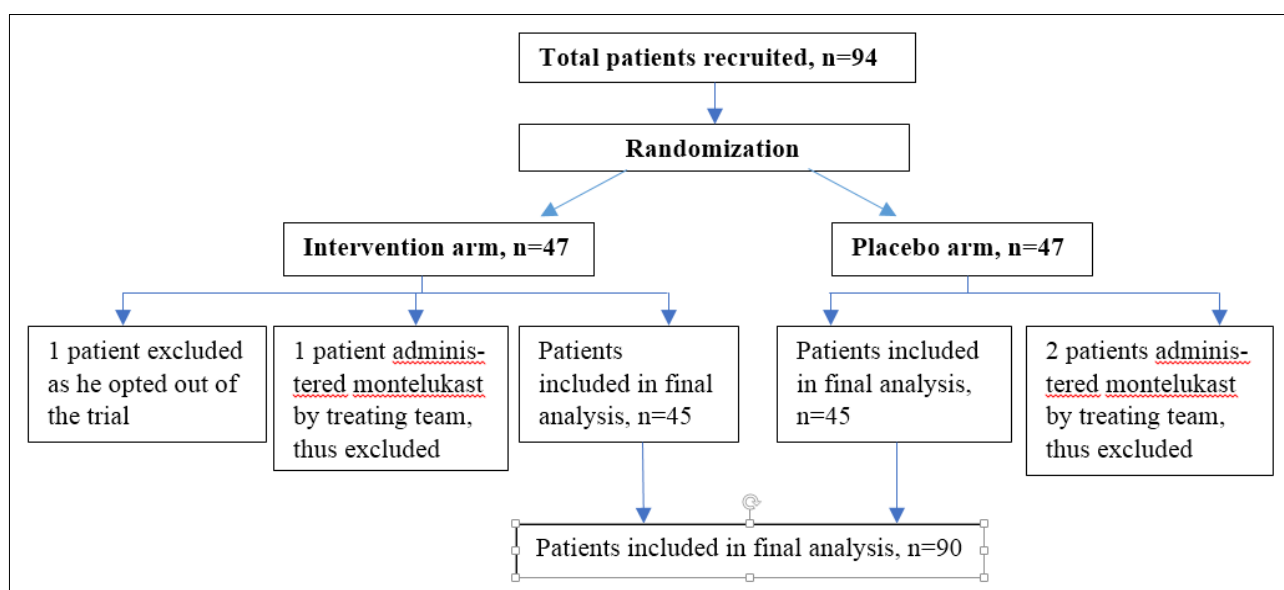 Total patients recruited, n=94
Randomization
Intervention arm, n=47
Placebo arm, n=47
1 patient excluded
as he opted out of
the trial
1 patient adminis-
tered montelukast
by treating team,
thus excluded
Patients
included in final
analysis, n=45
Patients included
in final analysis,
n=45
2 patients adminis-
tered montelukast
by treating team,
thus excluded
Patients included in final analysis, n=90